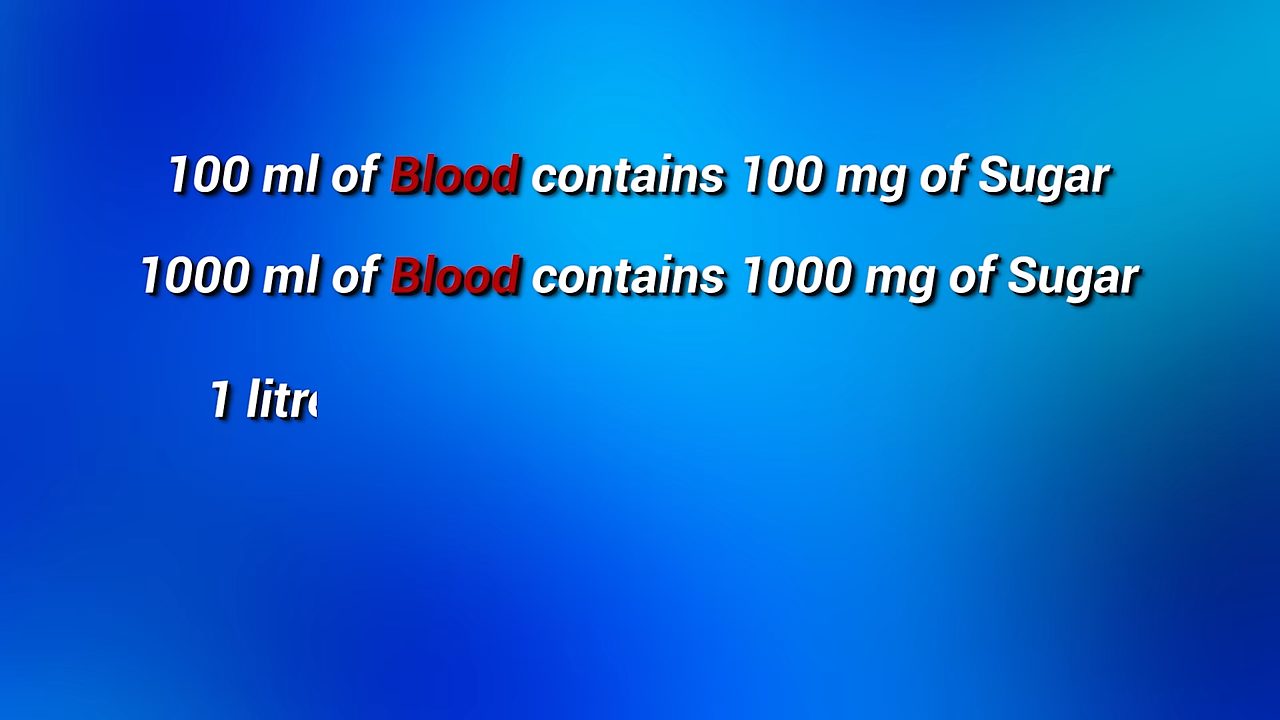 100 ml of Blood contains 100 mg of Sugar
1000 ml of Blood contains 1000 mg of Sugar
1 litre